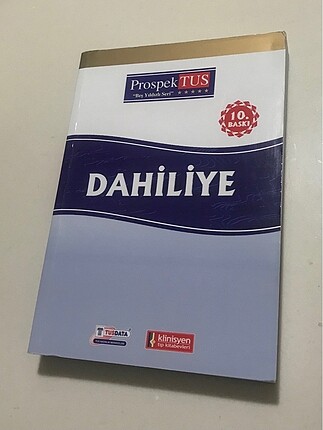 ProspekTUS
"Beş Yıldızlı Seri" ★★★★★
10.
BASKI
DAHİLİYE
TUSDATA
klinisyen
tıp kitabevleri